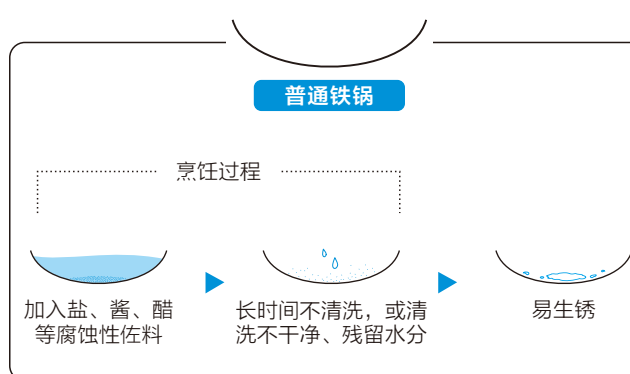 普通铁锅
烹饪过程
加入盐、酱、醋
等腐蚀性佐料
长时间不清洗，或清
洗不干净、残留水分
易生锈